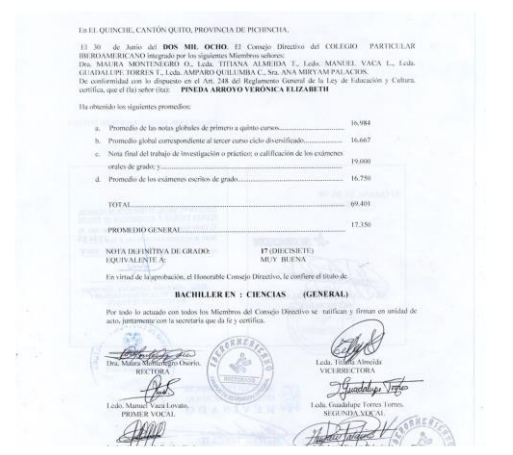 En EL QUINCHE, CANTÓN QUITO, PROVINCIA DE PICHINCHA.
El 30 de Junio del DOS MIL OCHO, El Consejo Directivo del COLEGIO PARTICULAR
IBEROAMERICANO integrado por los siguientes Miembros señores:
Dra. MAURA MONTENEGRO O., Lcda. TITIANA ALMEIDA T., Lcdo. MANUEL VACA L., Lcda.
GUADALUPE TORRES T., Lcda. AMPARO QUILUMBA C., Sra. ANA MIRYAM PALACIOS.
De conformidad con lo dispuesto en el Art. 248 del Reglamento General de la Ley de Educación y Cultura,
certifica, que el (la) señor (ita): PINEDA ARROYO VERÓNICA ELIZABETH
Ha obtenido los siguientes promedios:
a. Promedio de las notas globales de primero a quinto cursos 16,984
b. Promedio global correspondiente al tercer curso ciclo diversificado 16,667
c. Nota final del trabajo de investigación o práctico; o calificación de los exámenes
orales de grado; y 19,000
d. Promedio de los exámenes escritos de grado 16,750
TOTAL 69,401
PROMEDIO GENERAL 17,350
NOTA DEFINITIVA DE GRADO: 17 (DIECISIETE)
EQUIVALENTE A: MUY BUENA
En virtud de la aprobación, el Honorable Consejo Directivo, le confiere el título de
BACHILLER EN : CIENCIAS (GENERAL)
Por todo lo actuado con todos los Miembros del Consejo Directivo se ratifican y firman en unidad de
acto, juntamente con la secretaria que da fe y certifica.
Dra. Maura Montenegro Osorio. Lcda. Titiana Almeida
RECTORA VICERRECTORA
Lcdo. Manuel Vaca Lovato. Lcda. Guadalupe Torres Torres.
PRIMER VOCAL SEGUNDA VOCAL
IBEROAMERICANO